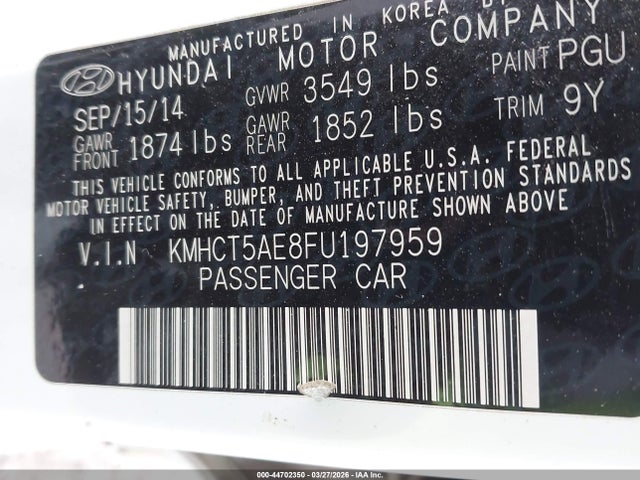 MANUFACTURED IN KOREA BY
HYUNDAI MOTOR COMPANY
SEP/15/14 GVWR 3549 lbs PAINT PGU
GAWR FRONT 1874 lbs GAWR REAR 1852 lbs TRIM 9Y
THIS VEHICLE CONFORMS TO ALL APPLICABLE U.S.A. FEDERAL
MOTOR VEHICLE SAFETY, BUMPER, AND THEFT PREVENTION STANDARDS
IN EFFECT ON THE DATE OF MANUFACTURE SHOWN ABOVE.
V.I.N KMHCT5AE8FU197959
PASSENGER CAR
000-44702350 | 03/27/2026 | IAA Corp.